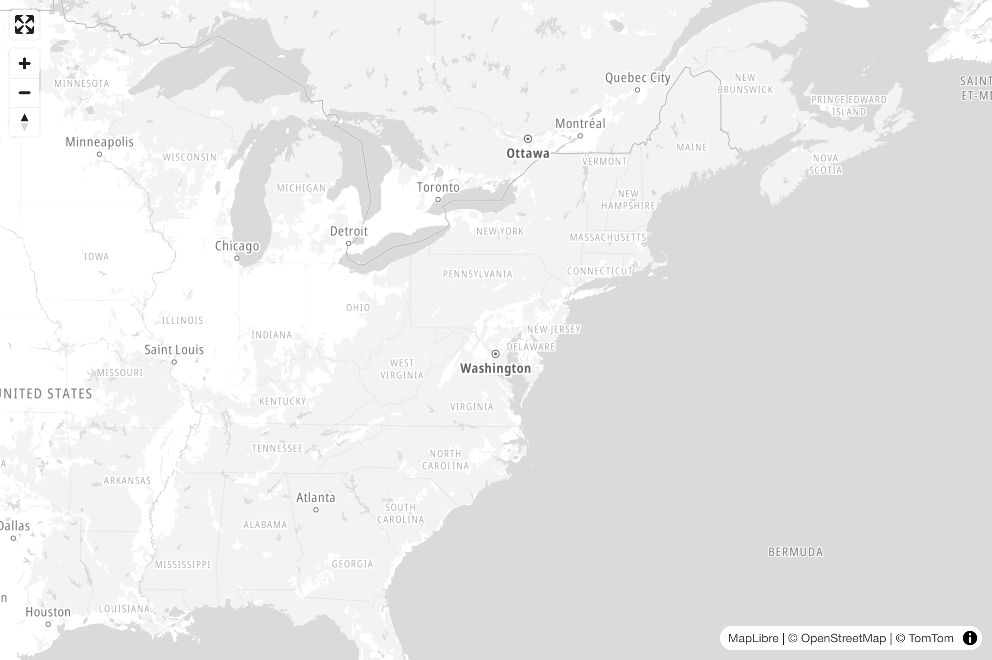 Quebec City
MINNESOTA
NEW
BRUNSWICK
SAINT
PRINCE EDWARD
ISLAND
Montréal
Minneapolis
Ottawa
MAINE
WISCONSIN
VERMONT
NOVA
SCOTIA
MICHIGAN
Toronto
NEW
HAMPSHIRE
Detroit
NEW YORK
MASSACHUSETTS
Chicago
IOWA
PENNSYLVANIA
CONNECTICUT
OHIO
ILLINOIS
INDIANA
NEW JERSEY
Saint Louis
DELAWARE
MISSOURI
WEST
VIRGINIA
Washington
UNITED STATES
KENTUCKY
VIRGINIA
TENNESSEE
NORTH
CAROLINA
ARKANSAS
Atlanta
SOUTH
CAROLINA
Dallas
ALABAMA
BERMUDA
MISSISSIPPI
GEORGIA
Houston
LOUISIANA
MapLibre | © OpenStreetMap | © TomTom